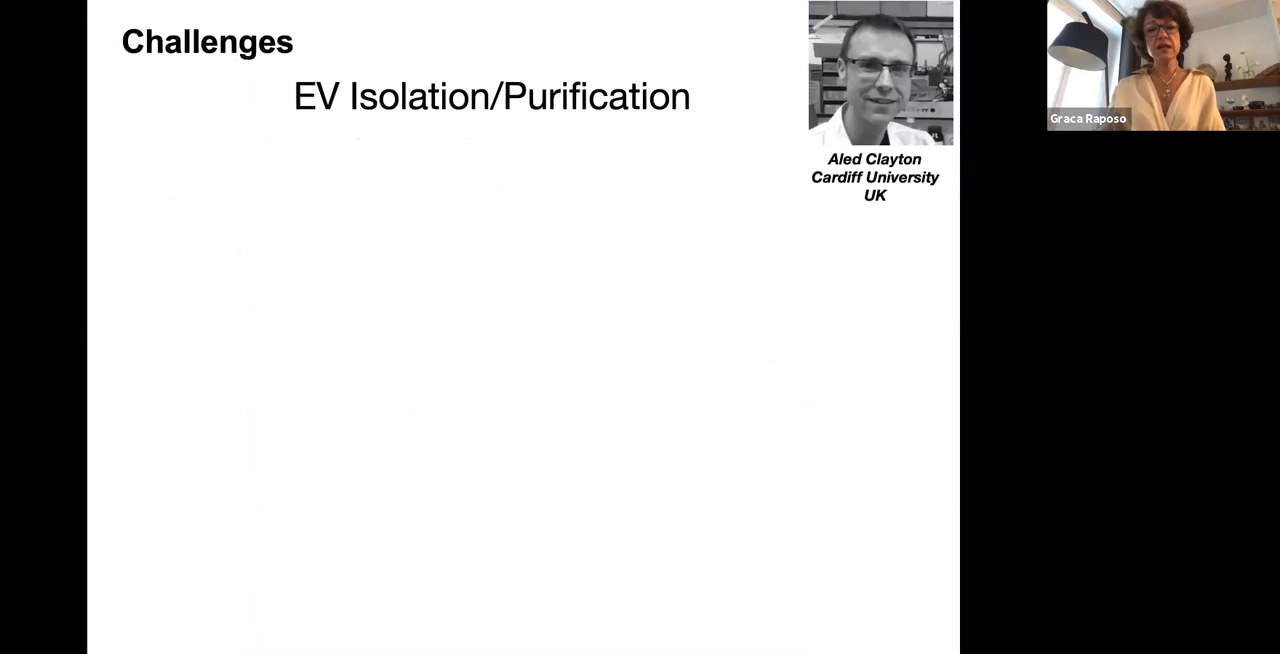 Challenges
EV Isolation/Purification
Aled Clayton
Cardiff University
UK
Graca Raposo